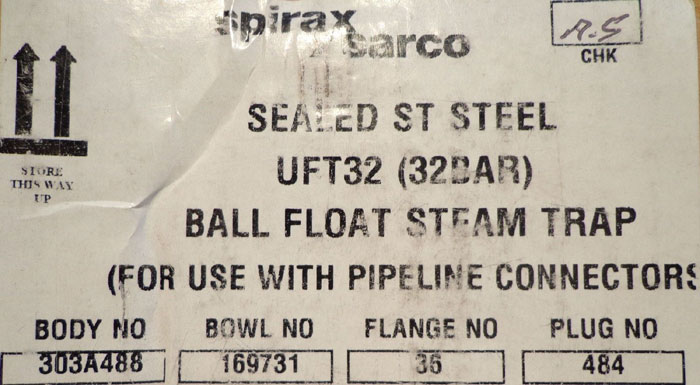 spirax
sarco
A.S
CHK
SEALED ST STEEL
UFT32 (32BAR)
STORE
THIS WAY
UP
BALL FLOAT STEAM TRAP
(FOR USE WITH PIPELINE CONNECTORS
BODY NO BOWL NO FLANGE NO PLUG NO
303A488 169731 36 484